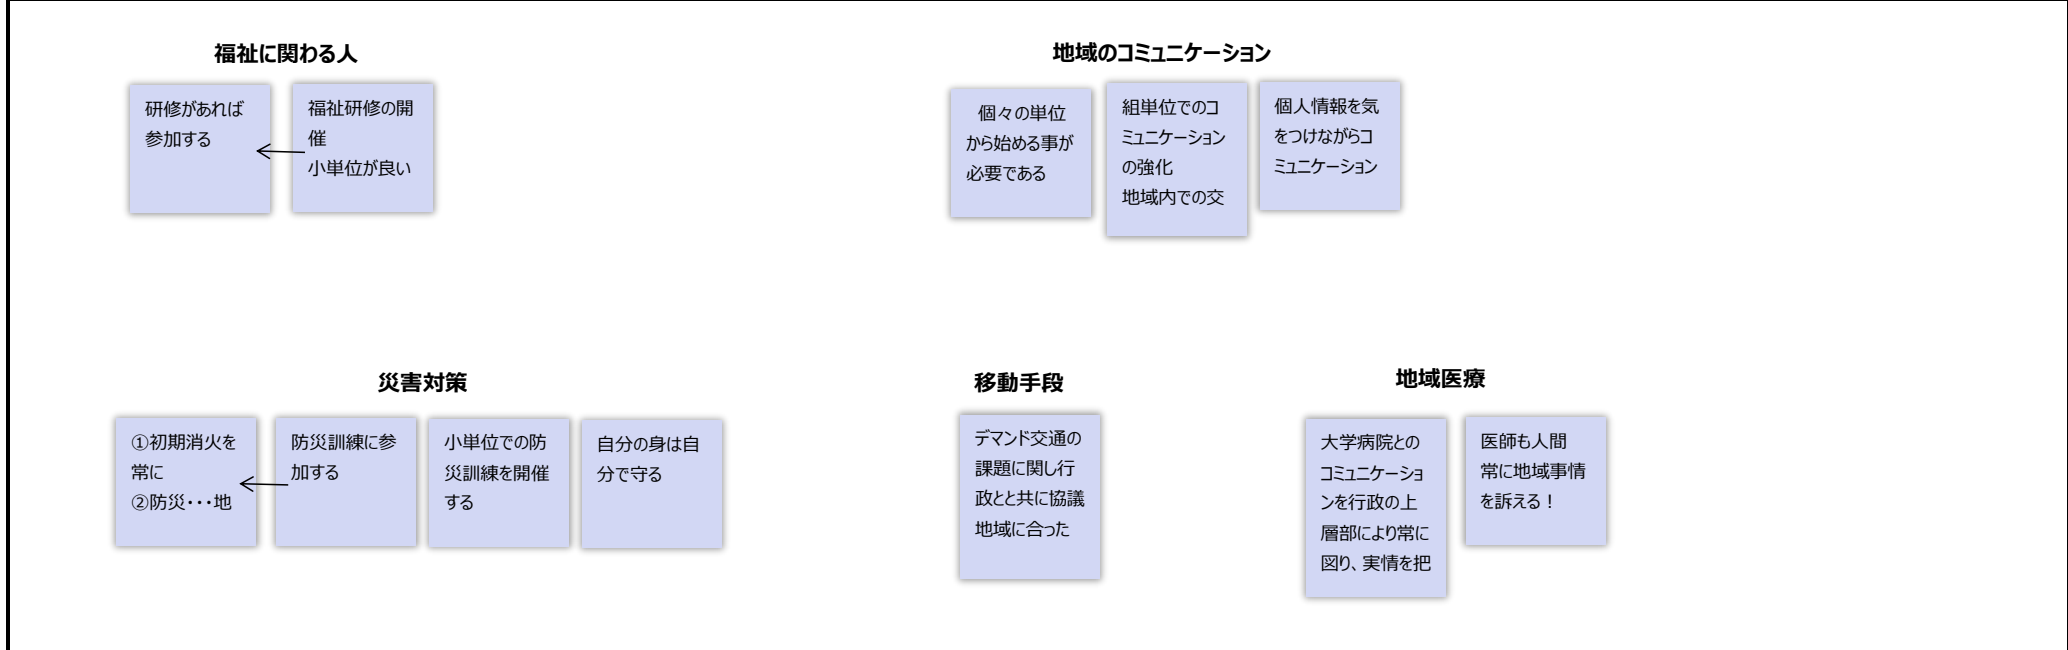 福祉に関わる人
研修があれば
参加する
福祉研修の開
催
小単位が良い
地域のコミュニケーション
個々の単位
から始める事が
必要である
組単位でのコ
ミュニケーション
の強化
地域内での交
個人情報を気
をつけながらコ
ミュニケーション
災害対策
①初期消火を
常に
②防災・・・地
防災訓練に参
加する
小単位での防
災訓練を開催
する
自分の身は自
分で守る
移動手段
デマンド交通の
課題に関し行
政とと共に協議
地域に合った
地域医療
大学病院との
コミュニケーショ
ンを行政の上
層部により常に
図り、実情を把
医師も人間
常に地域事情
を訴える！